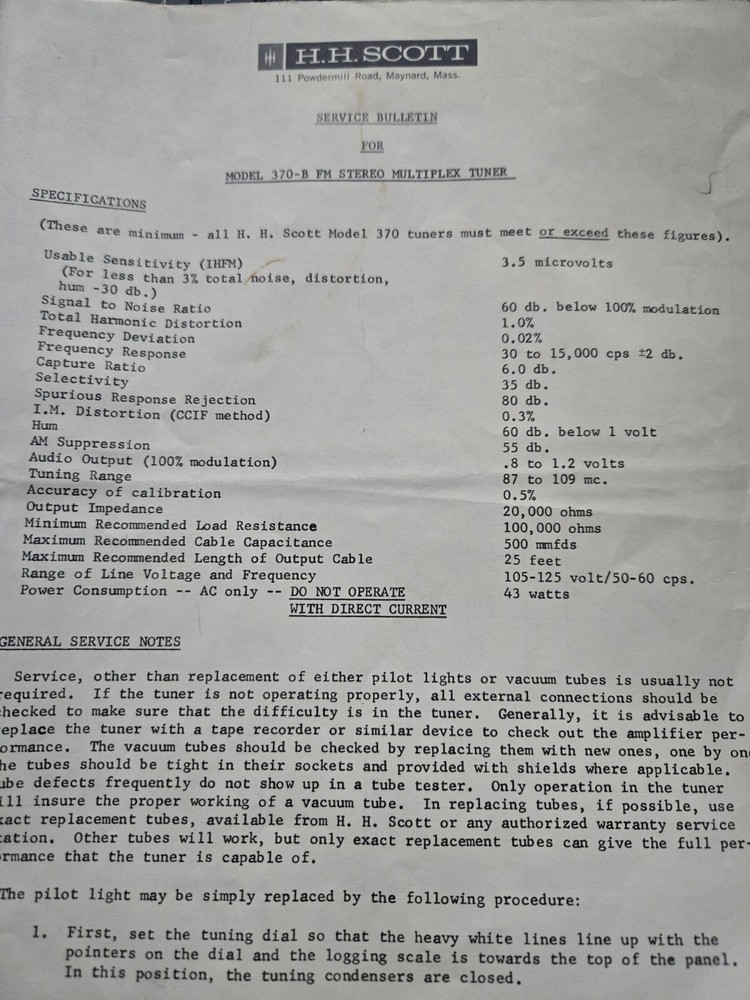 H.H. SCOTT
111 Powdermill Road, Maynard, Mass.
SERVICE BULLETIN
FOR
MODEL 370-B FM STEREO MULTIPLEX TUNER
SPECIFICATIONS
(These are minimum - all H. H. Scott Model 370 tuners must meet or exceed these figures).
Usable Sensitivity (IHFM) 3.5 microvolts
(For less than 3% total noise, distortion,
hum -30 db.)
Signal to Noise Ratio 60 db. below 100% modulation
Total Harmonic Distortion 1.0%
Frequency Deviation 0.02%
Frequency Response 30 to 15,000 cps ±2 db.
Capture Ratio 6.0 db.
Selectivity 35 db.
Spurious Response Rejection 80 db.
I.M. Distortion (CCIF method) 0.3%
Hum 60 db. below 1 volt
AM Suppression 55 db.
Audio Output (100% modulation) .8 to 1.2 volts
Tuning Range 87 to 109 mc.
Accuracy of calibration 0.5%
Output Impedance 20,000 ohms
Minimum Recommended Load Resistance 100,000 ohms
Maximum Recommended Cable Capacitance 500 mmfds
Maximum Recommended Length of Output Cable 25 feet
Range of Line Voltage and Frequency 105-125 volt/50-60 cps.
Power Consumption -- AC only -- DO NOT OPERATE 43 watts
WITH DIRECT CURRENT
GENERAL SERVICE NOTES
Service, other than replacement of either pilot lights or vacuum tubes is usually not
required. If the tuner is not operating properly, all external connections should be
checked to make sure that the difficulty is in the tuner. Generally, it is advisable to
replace the tuner with a tape recorder or similar device to check out the amplifier per-
ormance. The vacuum tubes should be checked by replacing them with new ones, one by one
he tubes should be tight in their sockets and provided with shields where applicable.
ube defects frequently do not show up in a tube tester. Only operation in the tuner
ill insure the proper working of a vacuum tube. In replacing tubes, if possible, use
xact replacement tubes, available from H. H. Scott or any authorized warranty service
tation. Other tubes will work, but only exact replacement tubes can give the full per-
ormance that the tuner is capable of.
The pilot light may be simply replaced by the following procedure:
1. First, set the tuning dial so that the heavy white lines line up with the
pointers on the dial and the logging scale is towards the top of the panel.
In this position, the tuning condensers are closed.